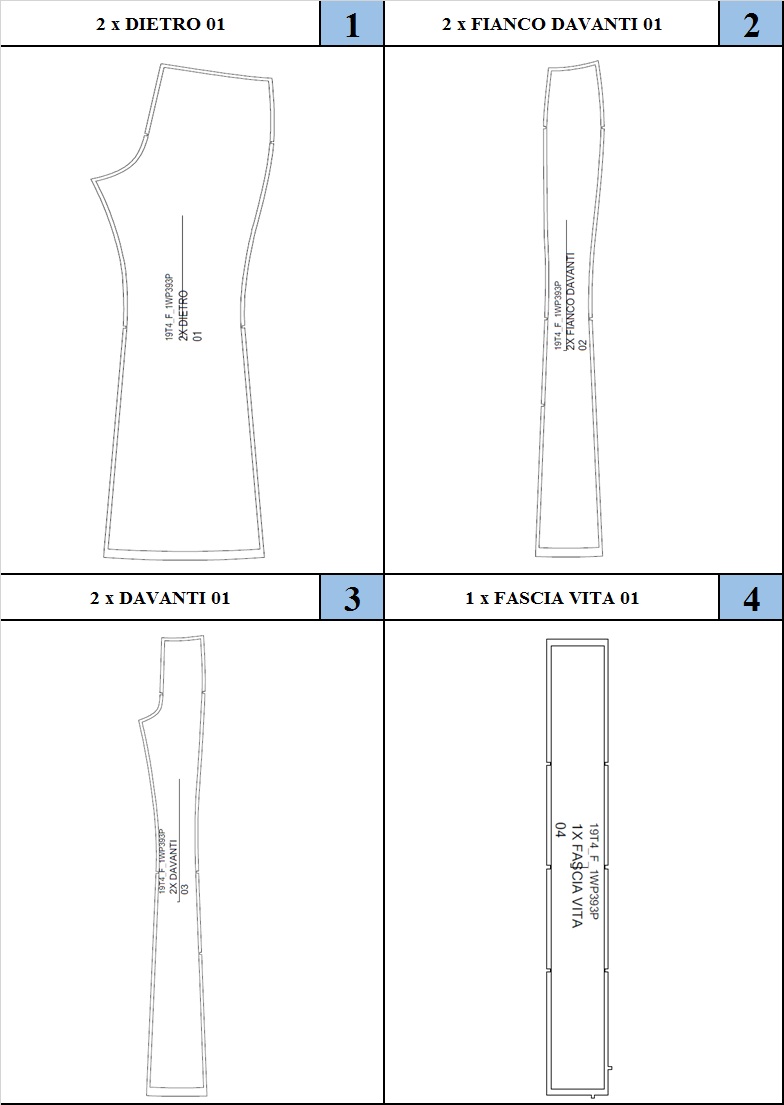 2 x DIETRO 01
1
2 x FIANCO DAVANTI 01
2
19T4_F_1WP393P
2X DIETRO
01
19T4_F_1WP393P
2X FIANCO DAVANTI
02
2 x DAVANTI 01
3
1 x FASCIA VITA 01
4
19T4_F_1WP393P
2X DAVANTI
03
19T4_F_1WP393P
1X FASCIA VITA
04